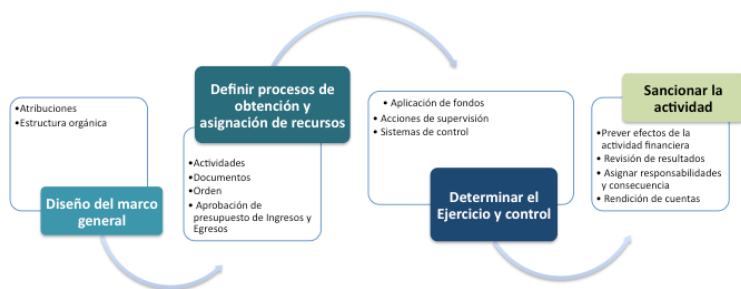 •Atribuciones
•Estructura orgánica
Diseño del marco
general
Definir procesos de
obtención y
asignación de recursos
•Actividades
•Documentos
•Orden
• Aprobación de
presupuesto de Ingresos y
Egresos
• Aplicación de fondos
• Acciones de supervisión
• Sistemas de control
Determinar el
Ejercicio y control
Sancionar la
actividad
•Prever efectos de la
actividad financiera
• Revisión de resultados
• Asignar responsabilidades
y consecuencia
• Rendición de cuentas